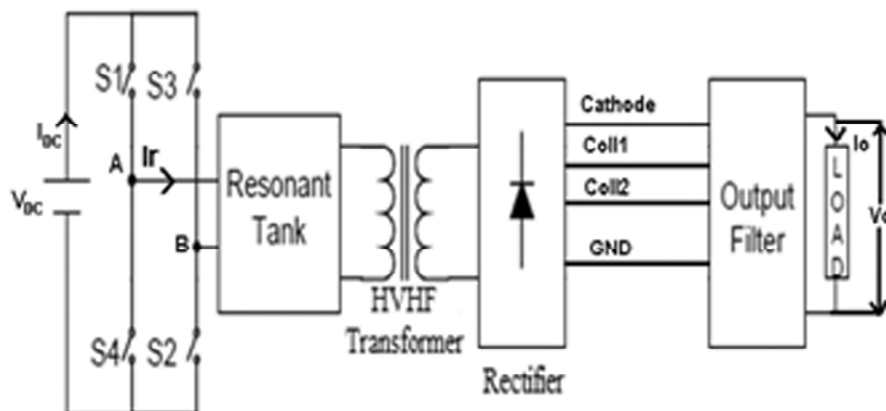 S1
S3
I_DC
A
Ir
V_DC
B
S4
S2
Resonant
Tank
HVHF
Transformer
Rectifier
Cathode
Coll1
Coll2
GND
Output
Filter
Io
LOAD